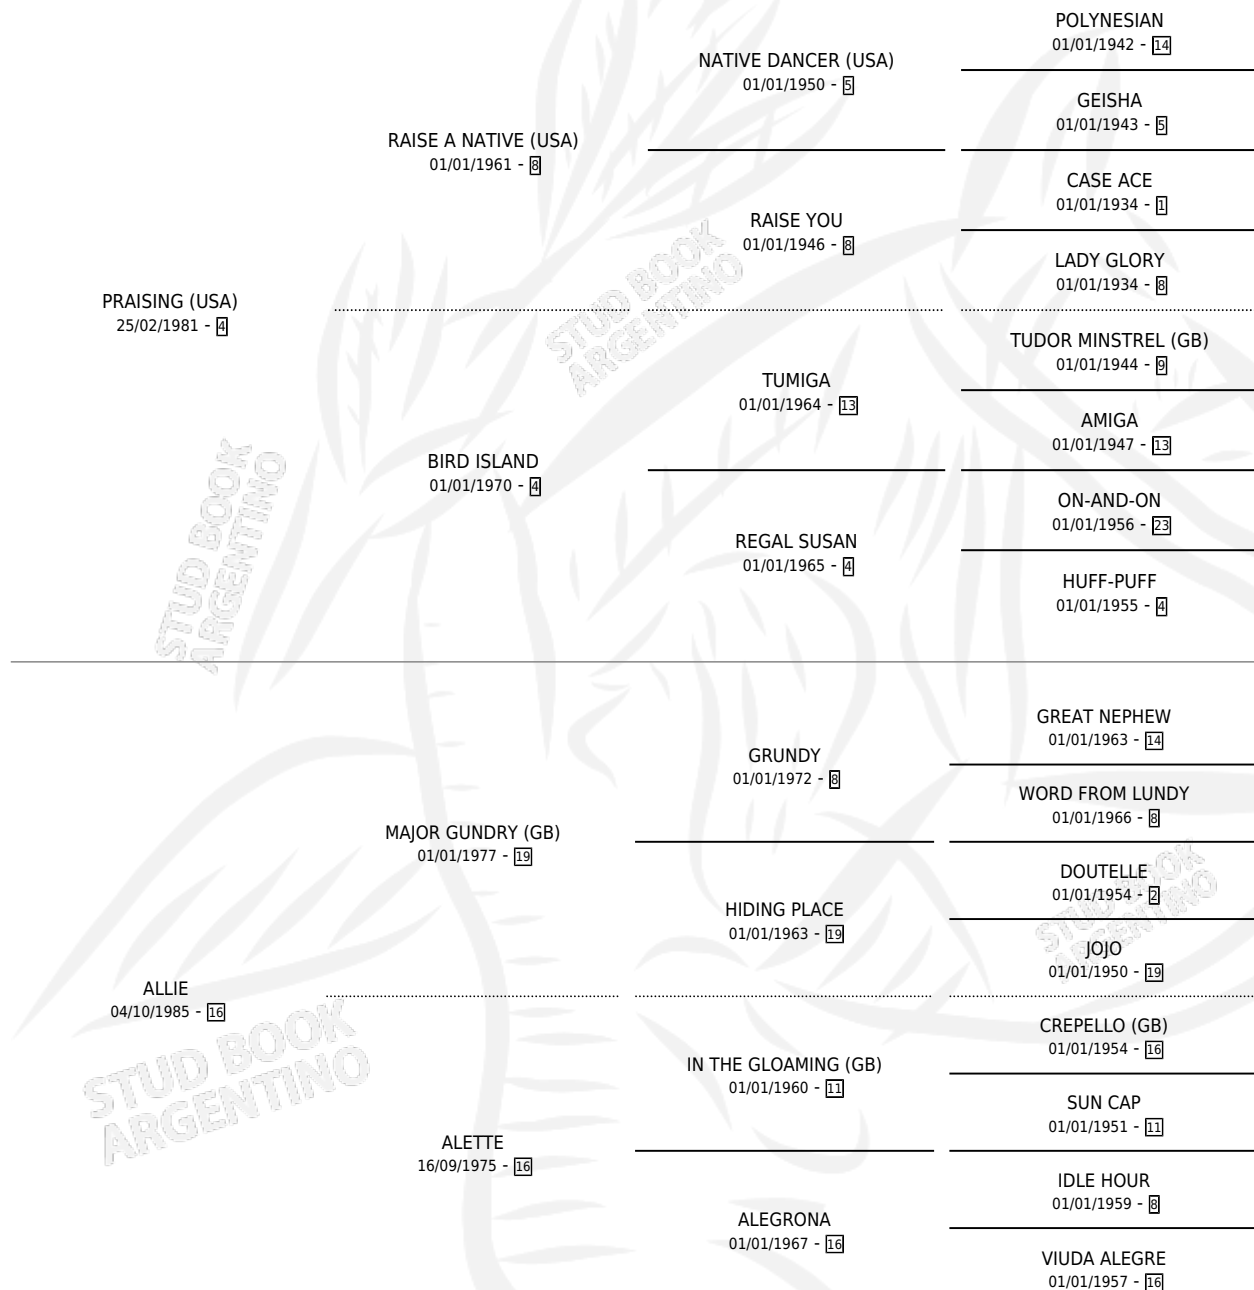 POLYNESIAN
01/01/1942 - 14
NATIVE DANCER (USA)
01/01/1950 - 5
GEISHA
01/01/1943 - 5
RAISE A NATIVE (USA)
01/01/1961 - 8
CASE ACE
01/01/1934 - 1
RAISE YOU
01/01/1946 - 8
LADY GLORY
01/01/1934 - 8
PRAISING (USA)
25/02/1981 - 4
STUD BOOK
ARGENTINO
TUDOR MINSTREL (GB)
01/01/1944 - 9
TUMIGA
01/01/1964 - 13
AMIGA
01/01/1947 - 13
BIRD ISLAND
01/01/1970 - 4
ON-AND-ON
01/01/1956 - 23
REGAL SUSAN
01/01/1965 - 4
HUFF-PUFF
01/01/1955 - 4
STUD BOOK
ARGENTINO
GREAT NEPHEW
01/01/1963 - 14
GRUNDY
01/01/1972 - 8
WORD FROM LUNDY
01/01/1966 - 8
MAJOR GUNDRY (GB)
01/01/1977 - 19
DOUTELLE
01/01/1954 - 2
HIDING PLACE
01/01/1963 - 19
STUD BOOK
ARGENTINO
JOJO
01/01/1950 - 19
ALLIE
04/10/1985 - 16
CREPELLO (GB)
01/01/1954 - 16
IN THE GLOAMING (GB)
01/01/1960 - 11
STUD BOOK
ARGENTINO
SUN CAP
01/01/1951 - 11
ALETTE
16/09/1975 - 16
IDLE HOUR
01/01/1959 - 8
ALEGRONA
01/01/1967 - 16
VIUDA ALEGRE
01/01/1957 - 16